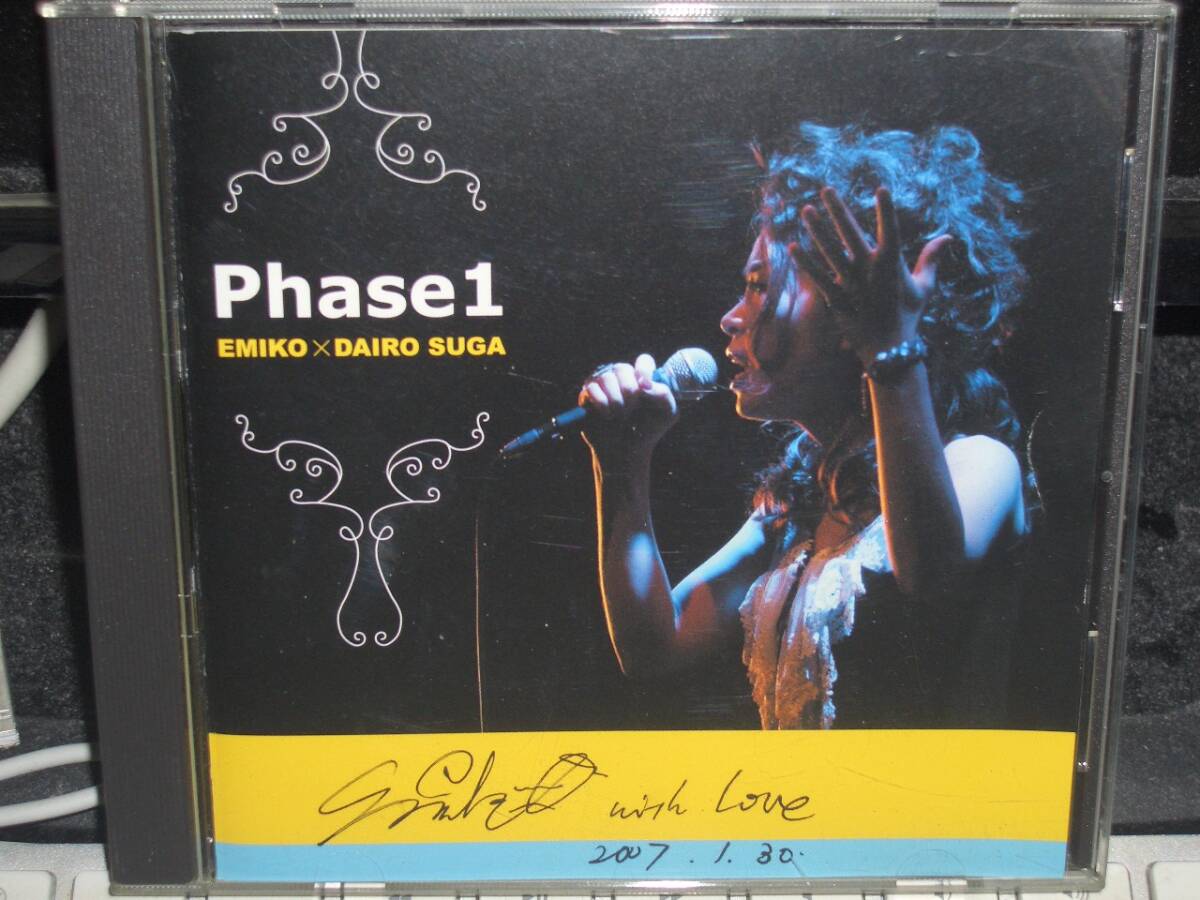 Phase1
EMIKO×DAIRO SUGA
with Love
2007.1.30.